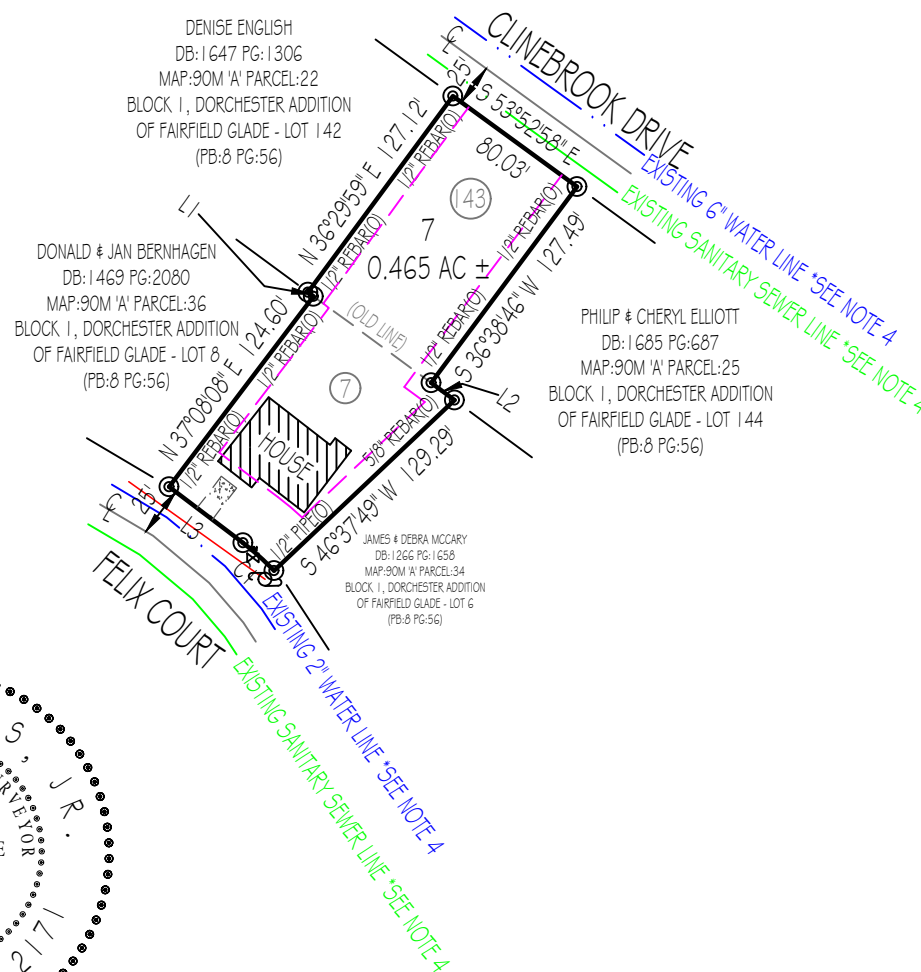 DENISE ENGLISH
DB:1647 PG:1306
MAP:90M 'A' PARCEL:22
BLOCK 1, DORCHESTER ADDITION
OF FAIRFIELD GLADE - LOT 142
(PB:8 PG:56)
CLINEBROOK DRIVE
25'
S 53°52'58" E
80.03'
EXISTING 6" WATER LINE *SEE NOTE 4
EXISTING SANITARY SEWER LINE *SEE NOTE 4
N 36°29'59" E 127.12'
1/2" REBAR(O)
1/2" REBAR(O)
143
7
0.465 AC ±
1/2" REBAR(O)
1/2" REBAR(O)
S 36°38'46" W 127.49'
L1
L2
(OLD LINE)
DONALD & JAN BERNHAGEN
DB:1469 PG:2080
MAP:90M 'A' PARCEL:36
BLOCK 1, DORCHESTER ADDITION
OF FAIRFIELD GLADE - LOT 8
(PB:8 PG:56)
PHILIP & CHERYL ELLIOTT
DB:1685 PG:687
MAP:90M 'A' PARCEL:25
BLOCK 1, DORCHESTER ADDITION
OF FAIRFIELD GLADE - LOT 144
(PB:8 PG:56)
N 37°08'08" E 124.60'
1/2" REBAR(O)
1/2" REBAR(O)
7
HOUSE
5/8" REBAR(O)
1/2" PIPE(O)
S 46°37'49" W 129.29'
25'
L3
JAMES & DEBRA MCCARY
DB:1266 PG:1658
MAP:90M 'A' PARCEL:34
BLOCK 1, DORCHESTER ADDITION
OF FAIRFIELD GLADE - LOT 6
(PB:8 PG:56)
FELIX COURT
EXISTING 2" WATER LINE *SEE NOTE 4
EXISTING SANITARY SEWER LINE *SEE NOTE 4
S, JR.
RVEYOR
2171